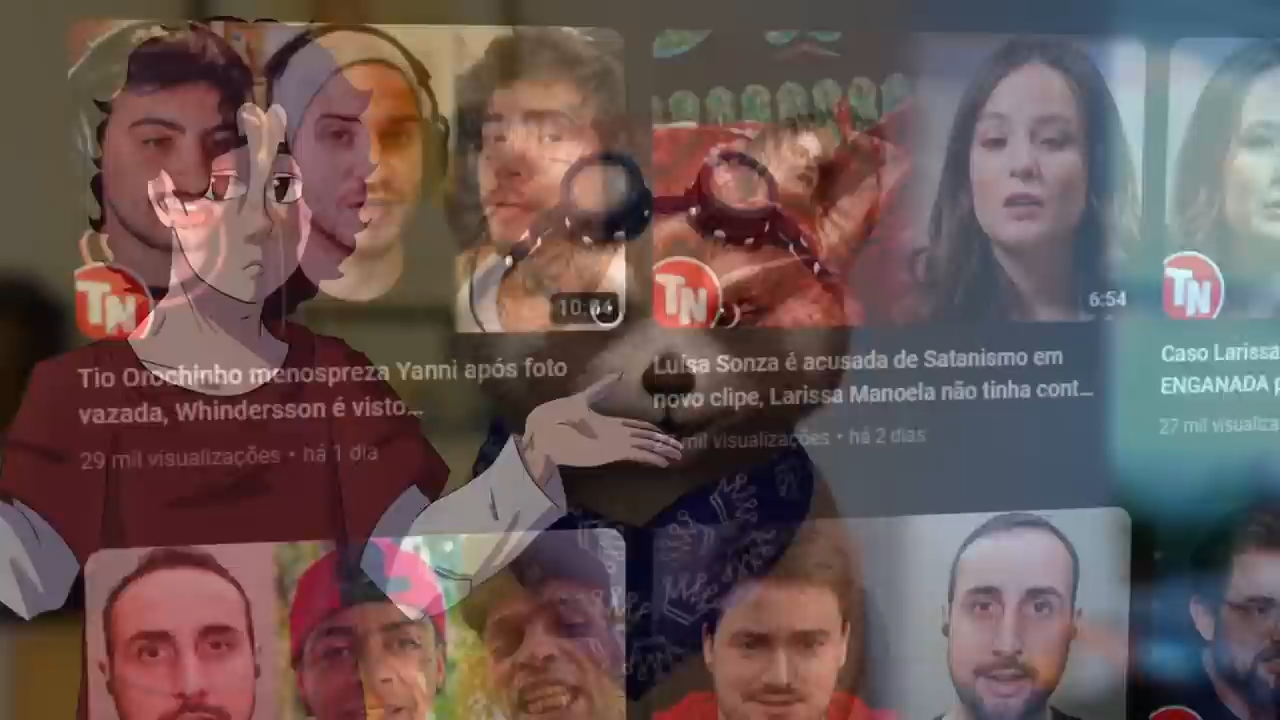 TN
10:
TN
6:54
TN
Tio Orochinho menospreza Yanni após foto
vazada, Whindersson é visto...
29 mil visualizações • há 1 dia
Luísa Sonza é acusada de Satanismo em
novo clipe, Larissa Manoela não tinha cont...
mil visualizações • há 2 dias
Caso Larissa
ENGANADA
27 mil visualiza